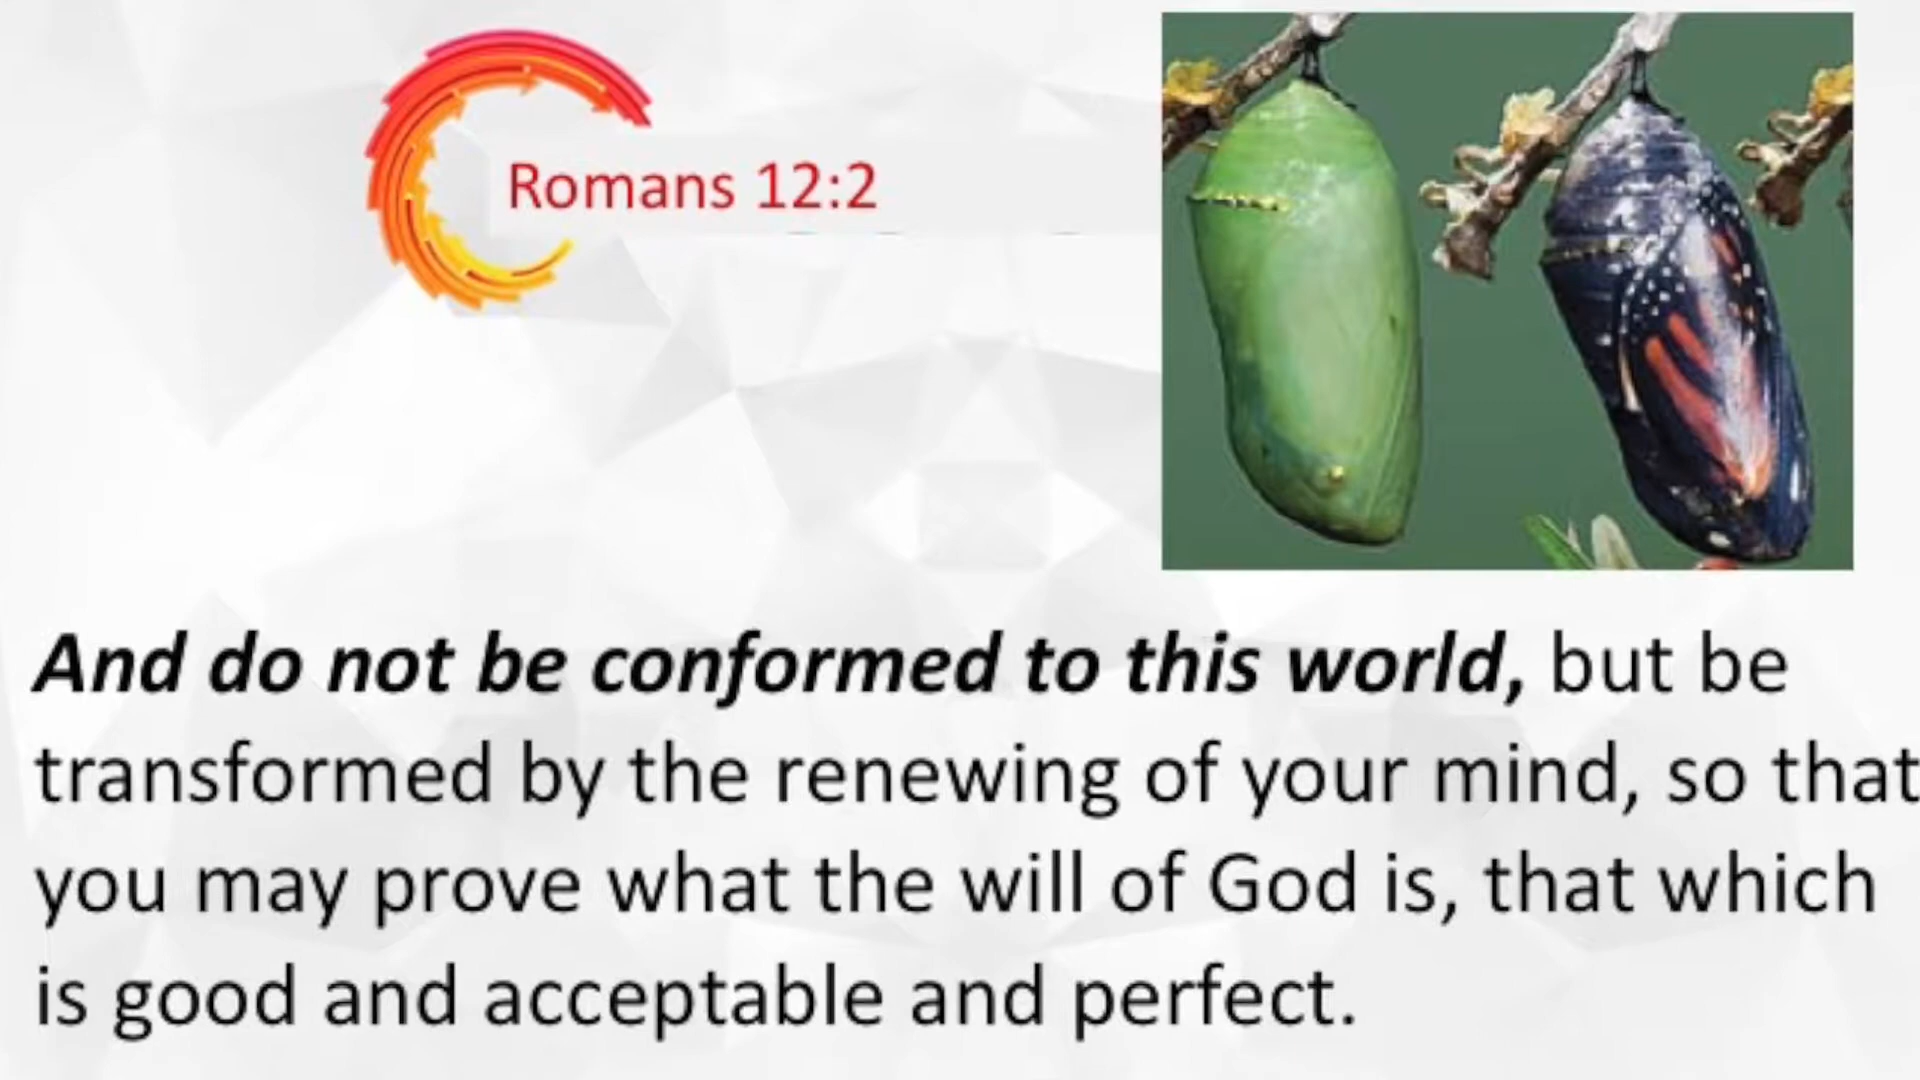 Romans 12:2
And do not be conformed to this world, but be
transformed by the renewing of your mind, so that
you may prove what the will of God is, that which
is good and acceptable and perfect.